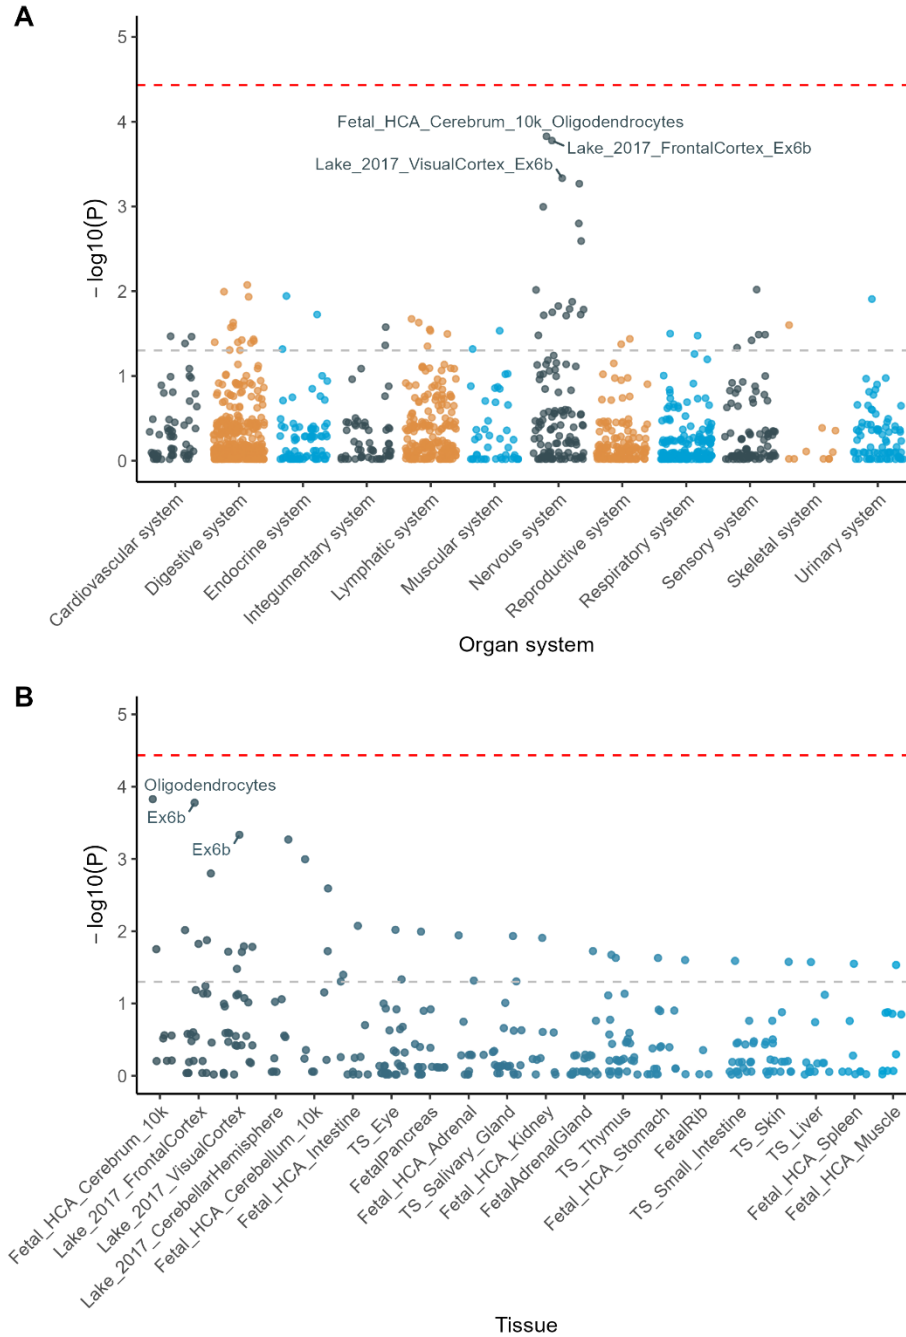 A
5
4
3
2
1
0
− log10(P)
Fetal_HCA_Cerebrum_10k_Oligodendrocytes
Lake_2017_FrontalCortex_Ex6b
Lake_2017_VisualCortex_Ex6b
Cardiovascular system
Digestive system
Endocrine system
Integumentary system
Lymphatic system
Muscular system
Nervous system
Reproductive system
Respiratory system
Sensory system
Skeletal system
Urinary system
Organ system
B
5
4
3
2
1
0
− log10(P)
Oligodendrocytes
Ex6b
Ex6b
Fetal_HCA_Cerebrum_10k
Lake_2017_FrontalCortex
Lake_2017_VisualCortex
Lake_2017_CerebellarHemisphere
Fetal_HCA_Cerebellum_10k
Fetal_HCA_Intestine
TS_Eye
FetalPancreas
Fetal_HCA_Adrenal
TS_Salivary_Gland
Fetal_HCA_Kidney
FetalAdrenalGland
TS_Thymus
Fetal_HCA_Stomach
FetalRib
TS_Small_Intestine
TS_Skin
TS_Liver
Fetal_HCA_Spleen
Fetal_HCA_Muscle
Tissue